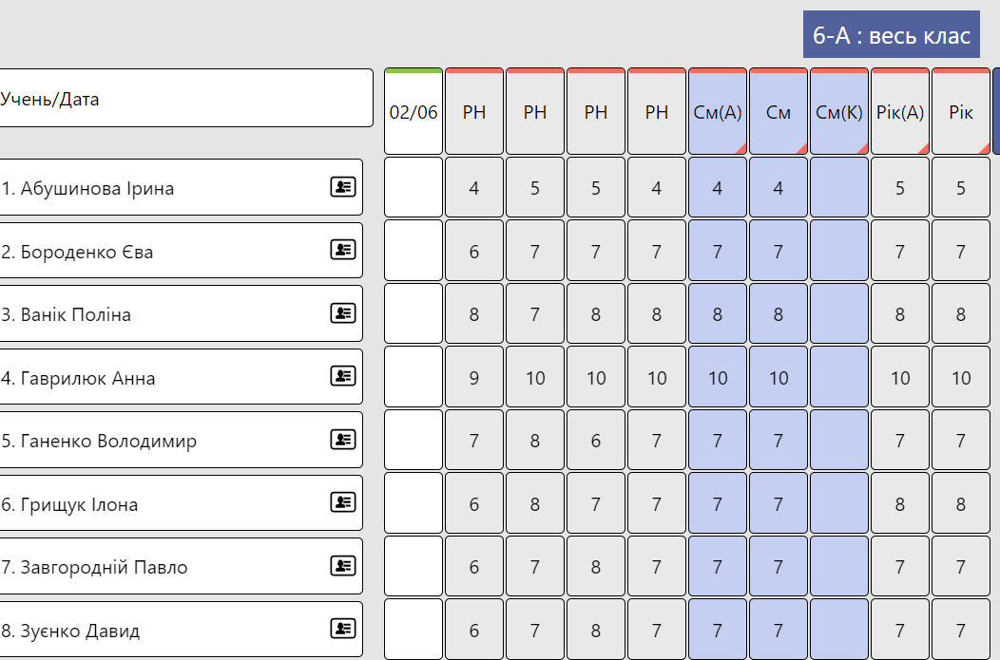 6-А : весь клас
Учень/Дата 02/06 РН РН РН РН См(А) См См(К) Рік(А) Рік
1. Абушинова Ірина 4 5 5 4 4 4 5 5
2. Бороденко Єва 6 7 7 7 7 7 7 7
3. Ванік Поліна 8 7 8 8 8 8 8 8
4. Гаврилюк Анна 9 10 10 10 10 10 10 10
5. Ганенко Володимир 7 8 6 7 7 7 7 7
6. Грищук Ілона 6 8 7 7 7 7 8 8
7. Завгородній Павло 6 7 8 7 7 7 7 7
8. Зуєнко Давид 6 7 8 7 7 7 7 7